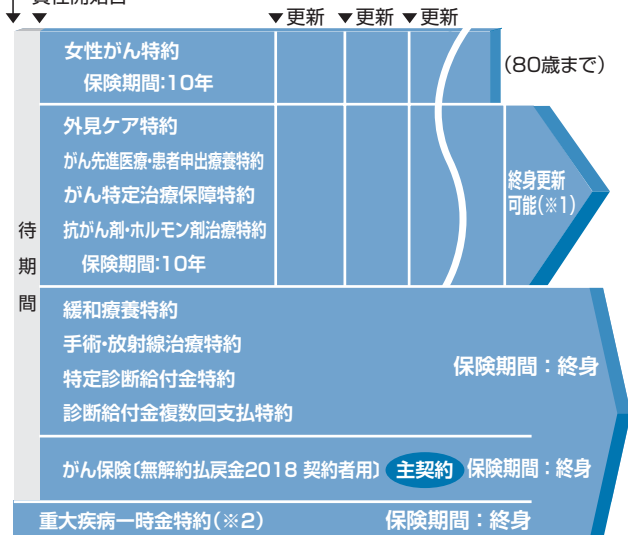 責任開始日
▼更新 ▼更新 ▼更新
女性がん特約
保険期間:10年
(80歳まで)
外見ケア特約
がん先進医療・患者申出療養特約
がん特定治療保障特約
抗がん剤・ホルモン剤治療特約
保険期間:10年
終身更新
可能(※1)
待期間
緩和療養特約
手術・放射線治療特約
特定診断給付金特約
診断給付金複数回支払特約
保険期間：終身
がん保険〔無解約払戻金2018 契約者用〕 主契約 保険期間：終身
重大疾病一時金特約(※2) 保険期間：終身